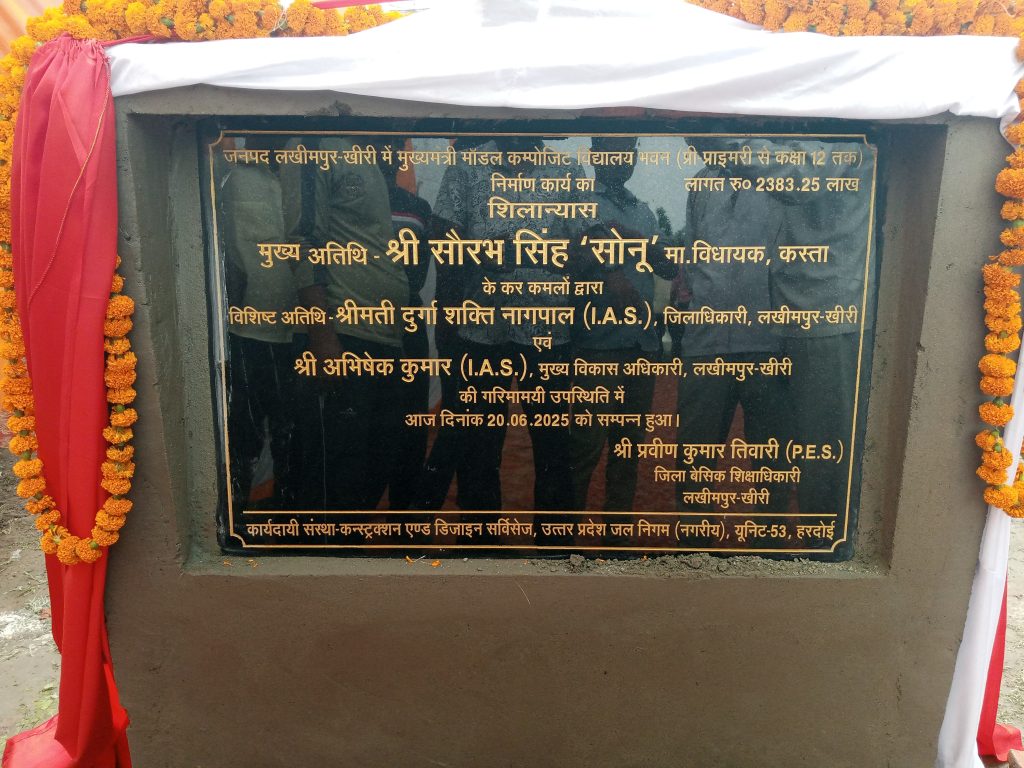 जनपद लखीमपुर-खीरी में मुख्यमंत्री मॉडल कम्पोजिट विद्यालय भवन (प्री प्राइमरी से कक्षा 12 तक)
निर्माण कार्य का लागत रु० 2383.25 लाख
शिलान्यास
मुख्य अतिथि - श्री सौरभ सिंह ‘सोनू’ मा.विधायक, कस्ता
के कर कमलों द्वारा
विशिष्ट अतिथि-श्रीमती दुर्गा शक्ति नागपाल (I.A.S.), जिलाधिकारी, लखीमपुर-खीरी
एवं
श्री अभिषेक कुमार (I.A.S.), मुख्य विकास अधिकारी, लखीमपुर-खीरी
की गरिमामयी उपस्थिति में
आज दिनांक 20.06.2025 को सम्पन्न हुआ।
श्री प्रवीण कुमार तिवारी (P.E.S.)
जिला बेसिक शिक्षाधिकारी
लखीमपुर-खीरी
कार्यदायी संस्था-कन्स्ट्रक्शन एण्ड डिजाइन सर्विसेज, उत्तर प्रदेश जल निगम (नगरीय), यूनिट-53, हरदोई